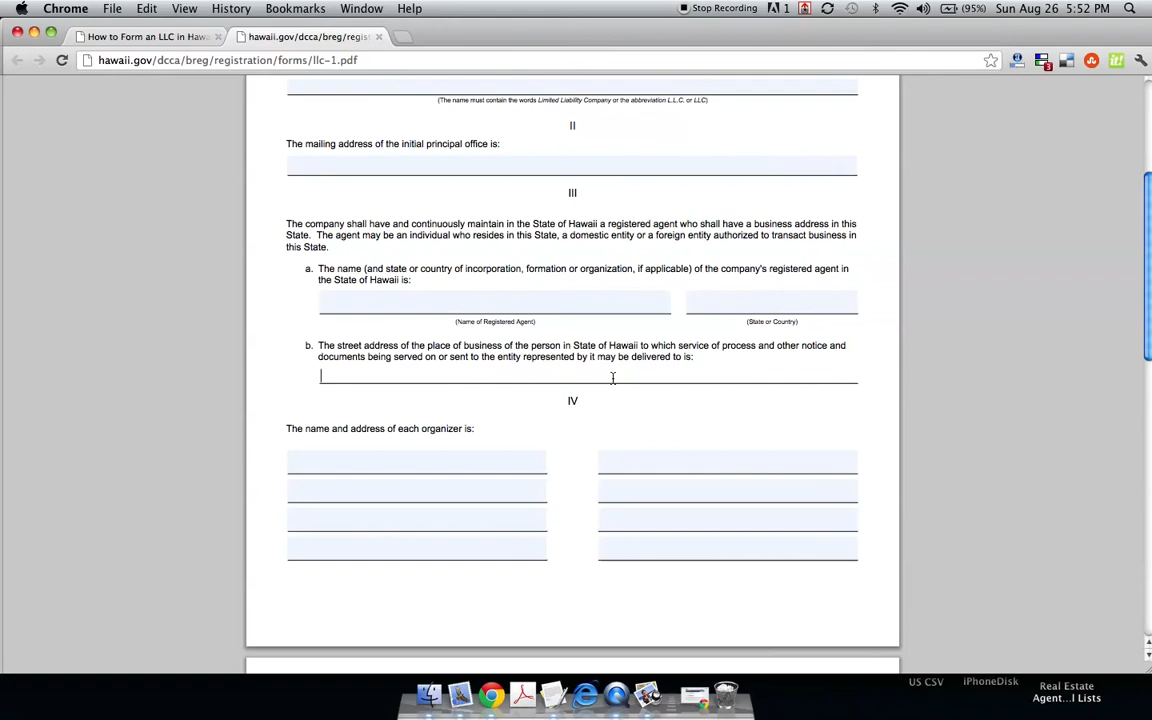 Chrome File Edit View History Bookmarks Window Help Stop Recording 1 (95%) Sun Aug 26 5:52 PM
How to Form an LLC in Hawa hawaii.gov/dcca/breg/regist
hawaii.gov/dcca/breg/registration/forms/llc-1.pdf
(The name must contain the words Limited Liability Company or the abbreviation L.L.C. or LLC)
II
The mailing address of the initial principal office is:
III
The company shall have and continuously maintain in the State of Hawaii a registered agent who shall have a business address in this
State. The agent may be an individual who resides in this State, a domestic entity or a foreign entity authorized to transact business in
this State.
a. The name (and state or country of incorporation, formation or organization, if applicable) of the company's registered agent in
the State of Hawaii is:
(Name of Registered Agent) (State or Country)
b. The street address of the place of business of the person in State of Hawaii to which service of process and other notice and
documents being served on or sent to the entity represented by it may be delivered to is:
IV
The name and address of each organizer is:
US CSV iPhoneDisk Real Estate
Agent...I Lists